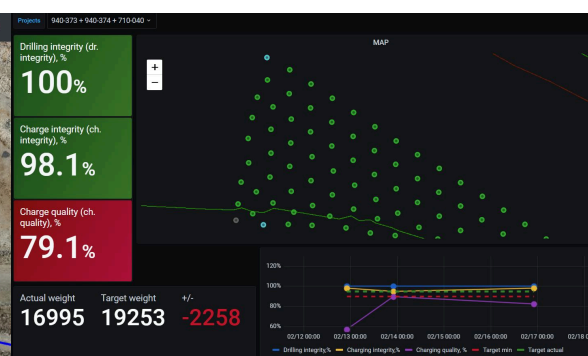 Projects 940-373 + 940-374 + 710-040
Drilling integrity (dr.
integrity), %
100%
MAP
+
−
Charge integrity (ch.
integrity), %
98.1%
Charge quality (ch.
quality), %
79.1%
Actual weight Target weight +/-
16995 19253 -2258
120%
100%
80%
60%
02/12 00:00 02/13 00:00 02/14 00:00 02/15 00:00 02/16 00:00 02/17 00:00 02/18 0
Drilling integrity,% Charging integrity,% Charging quality, % Target min Target actual